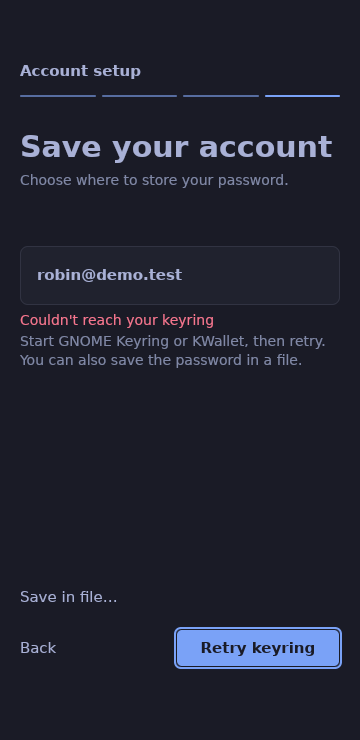 Account setup
Save your account
Choose where to store your password.
robin@demo.test
Couldn't reach your keyring
Start GNOME Keyring or KWallet, then retry.
You can also save the password in a file.
Save in file…
Back
Retry keyring